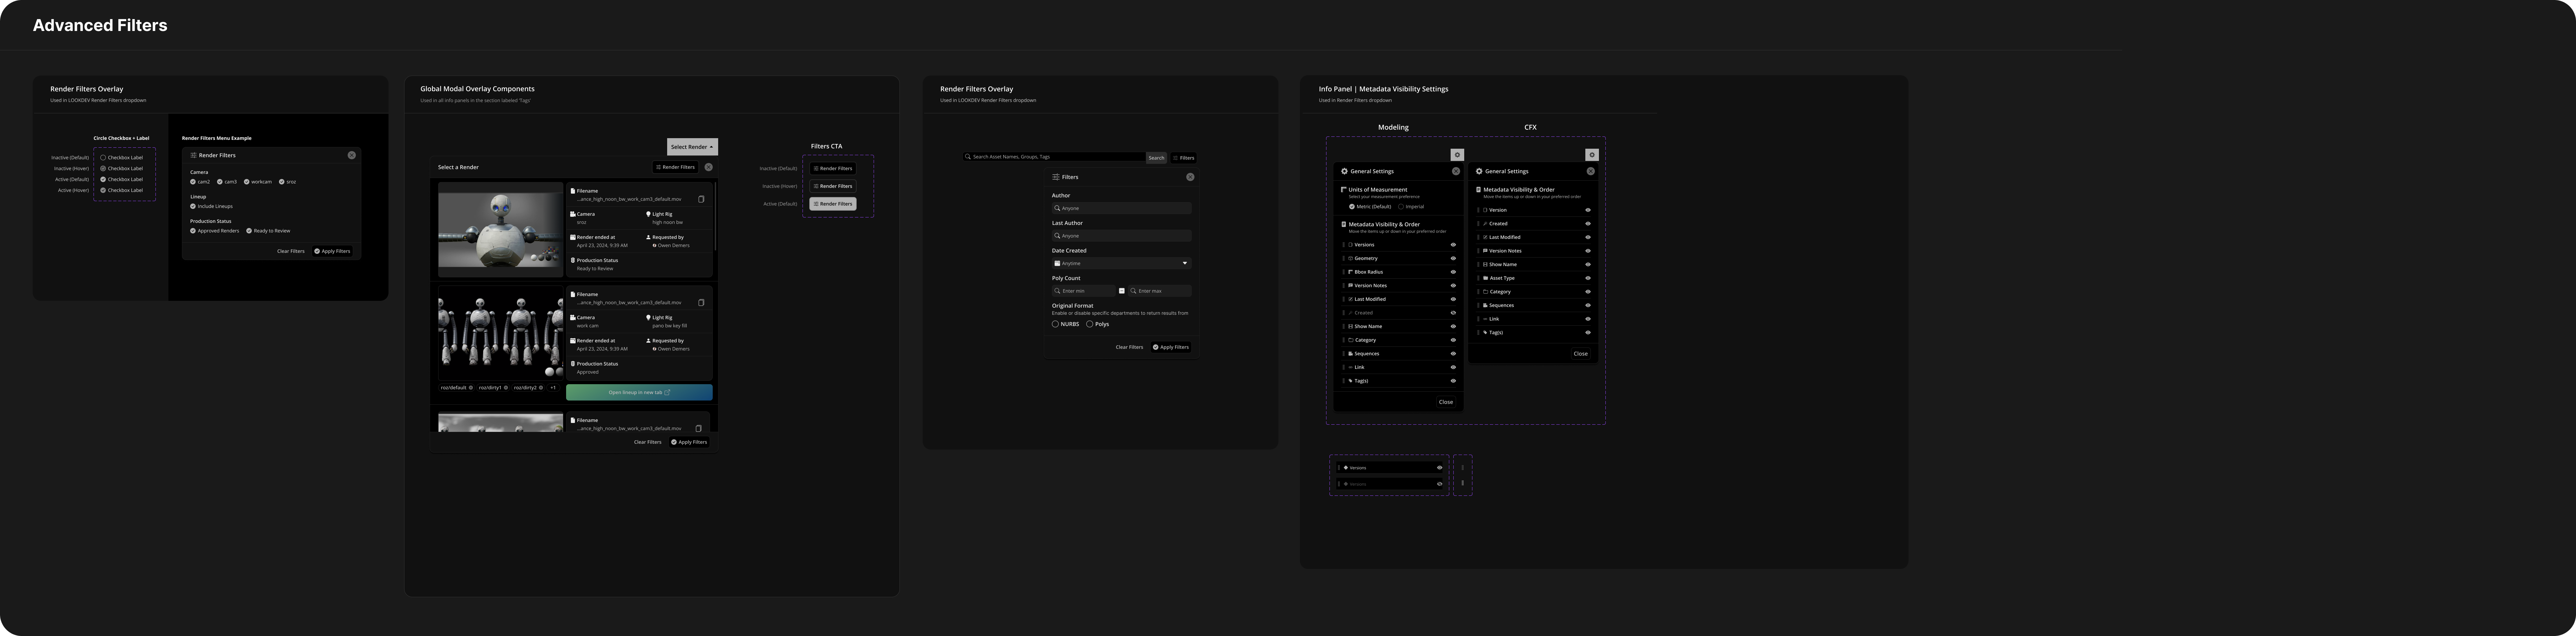 Advanced Filters
Render Filters Overlay
Used in LOOKDEV Render Filters dropdown
Circle Checkbox + Label
Inactive (Default)
Checkbox Label
Inactive (Hover)
Checkbox Label
Active (Default)
Checkbox Label
Active (Hover)
Checkbox Label
Render Filters Menu Example
Render Filters
Camera
cam2 cam3 workcam sroz
Lineup
Include Lineups
Production Status
Approved Renders Ready to Review
Clear Filters Apply Filters
Global Modal Overlay Components
Used in all info panels in the section labeled 'Tags'
Select Render
Select a Render
Render Filters
Filename
...ance_high_noon_bw_work_cam3_default.mov
Camera Light Rig
sroz high noon bw
Render ended at Requested by
April 23, 2024, 9:39 AM Owen Demers
Production Status
Ready to Review
Filename
...ance_high_noon_bw_work_cam3_default.mov
Camera Light Rig
work cam pano bw key fill
Render ended at Requested by
April 23, 2024, 9:39 AM Owen Demers
Production Status
Approved
roz/default roz/dirty1 roz/dirty2 +1
Open lineup in new tab
Filename
...ance_high_noon_bw_work_cam3_default.mov
Clear Filters Apply Filters
Filters CTA
Inactive (Default) Render Filters
Inactive (Hover) Render Filters
Active (Default) Render Filters
Render Filters Overlay
Used in LOOKDEV Render Filters dropdown
Search Asset Names, Groups, Tags Search Filters
Filters
Author
Anyone
Last Author
Anyone
Date Created
Anytime
Poly Count
Enter min Enter max
Original Format
Enable or disable specific departments to return results from
NURBS Polys
Clear Filters Apply Filters
Info Panel | Metadata Visibility Settings
Used in Render Filters dropdown
Modeling
General Settings
Units of Measurement
Select your measurement preference
Metric (Default) Imperial
Metadata Visibility & Order
Move the items up or down in your preferred order
Versions
Geometry
Bbox Radius
Version Notes
Last Modified
Created
Show Name
Category
Sequences
Link
Tag(s)
Close
CFX
General Settings
Metadata Visibility & Order
Move the items up or down in your preferred order
Version
Created
Last Modified
Version Notes
Show Name
Asset Type
Category
Sequences
Link
Tag(s)
Close
Versions
Versions